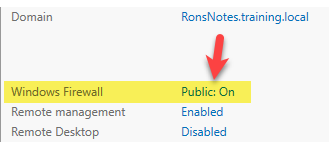 Domain RonsNotes.training.local
Windows Firewall Public: On
Remote management Enabled
Remote Desktop Disabled